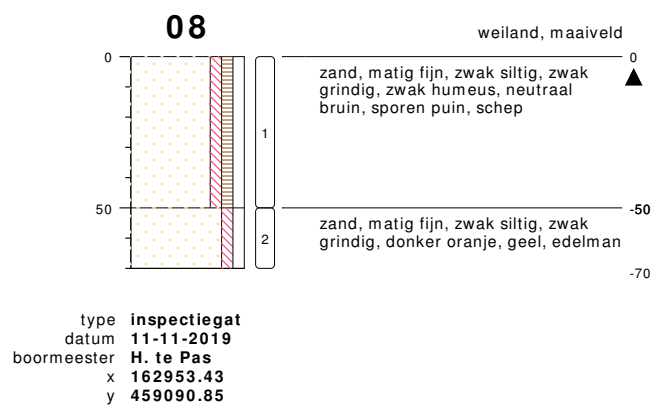 08
weiland, maaiveld
0
0
zand, matig fijn, zwak siltig, zwak
grindig, zwak humeus, neutraal
bruin, sporen puin, schep
1
50
-50
zand, matig fijn, zwak siltig, zwak
grindig, donker oranje, geel, edelman
2
-70
type inspectiegat
datum 11-11-2019
boormeester H. te Pas
x 162953.43
y 459090.85